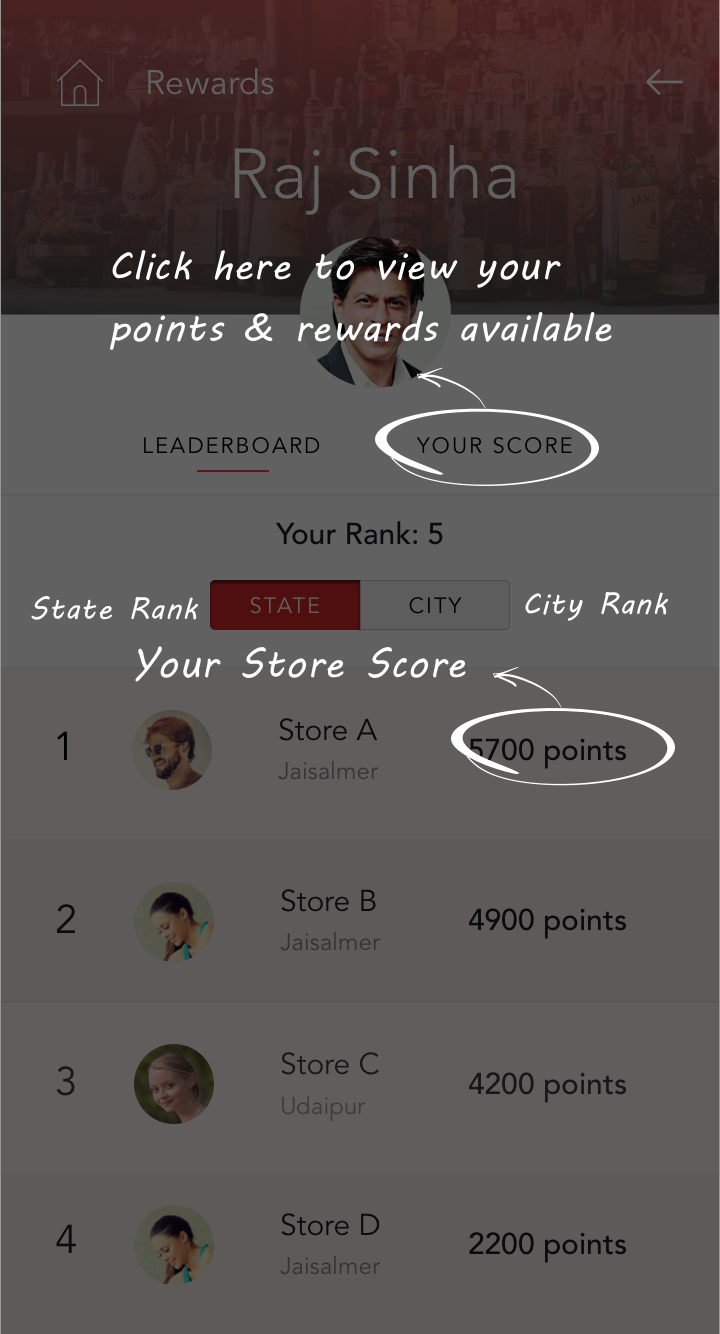 Rewards
Raj Sinha
Click here to view your
points & rewards available
LEADERBOARD YOUR SCORE
Your Rank: 5
State Rank STATE CITY City Rank
Your Store Score
1 Store A 5700 points
Jaisalmer
2 Store B 4900 points
Jaisalmer
3 Store C 4200 points
Udaipur
4 Store D 2200 points
Jaisalmer